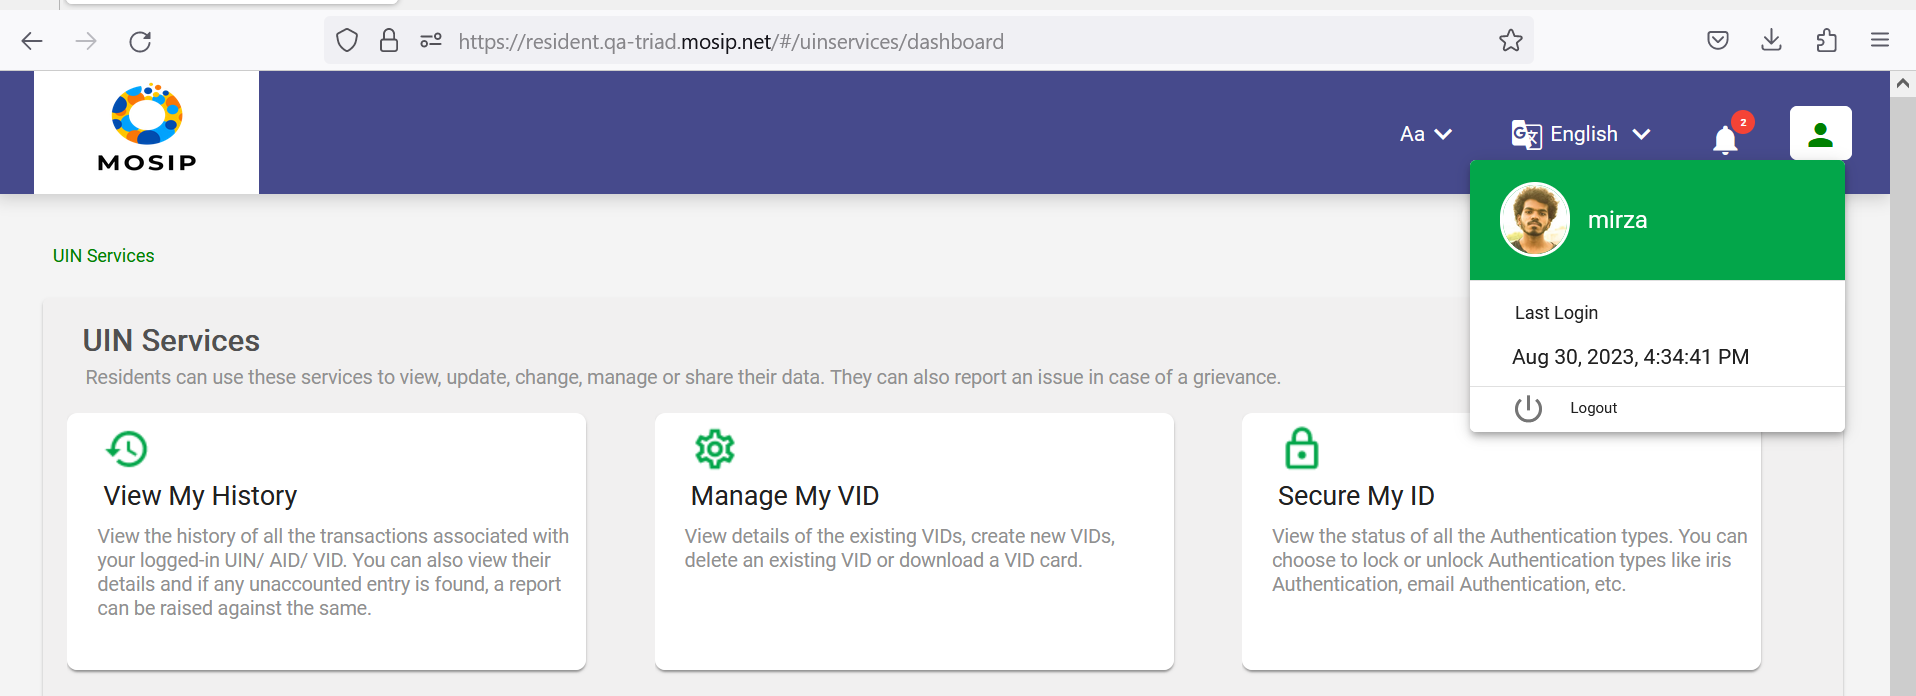 https://resident.qa-triad.mosip.net/#/uinservices/dashboard
MOSIP
Aa
English
2
mirza
Last Login
Aug 30, 2023, 4:34:41 PM
Logout
UIN Services
UIN Services
Residents can use these services to view, update, change, manage or share their data. They can also report an issue in case of a grievance.
View My History
View the history of all the transactions associated with
your logged-in UIN/ AID/ VID. You can also view their
details and if any unaccounted entry is found, a report
can be raised against the same.
Manage My VID
View details of the existing VIDs, create new VIDs,
delete an existing VID or download a VID card.
Secure My ID
View the status of all the Authentication types. You can
choose to lock or unlock Authentication types like iris
Authentication, email Authentication, etc.